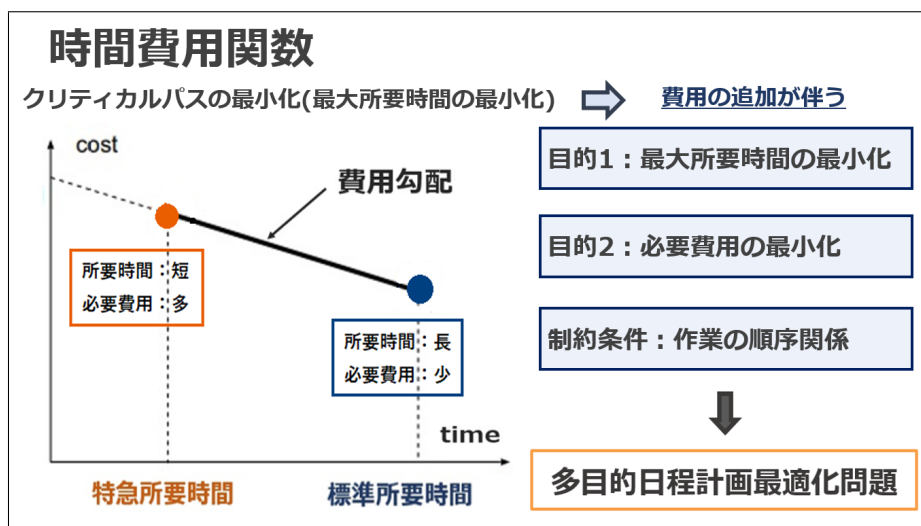 時間費用関数
クリティカルパスの最小化(最大所要時間の最小化)
費用の追加が伴う
cost
費用勾配
所要時間：短
必要費用：多
所要時間：長
必要費用：少
time
特急所要時間
標準所要時間
目的1：最大所要時間の最小化
目的2：必要費用の最小化
制約条件：作業の順序関係
多目的日程計画最適化問題